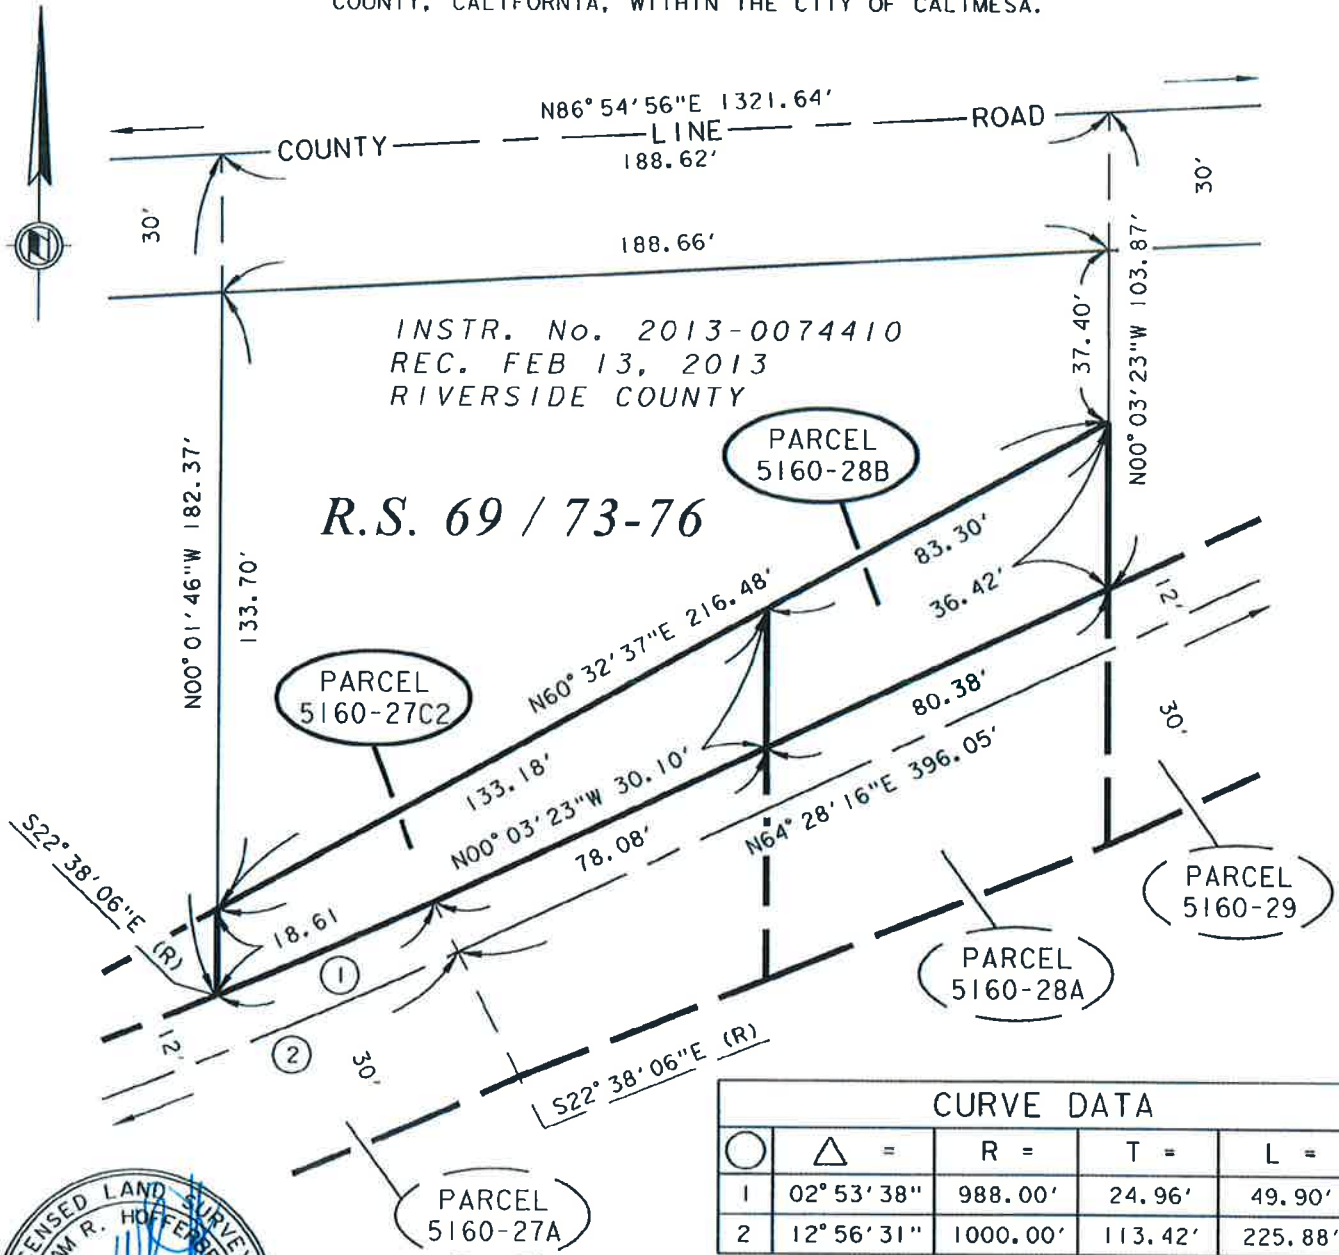 COUNTY, CALIFORNIA, WITHIN THE CITY OF CALIMESA.
N86°54'56"E 1321.64'
COUNTY LINE ROAD
188.62'
30'
30'
188.66'
INSTR. No. 2013-0074410
REC. FEB 13, 2013
RIVERSIDE COUNTY
37.40'
N00°03'23"W 103.87'
N00°01'46"W 182.37'
133.70'
R.S. 69 / 73-76
PARCEL
5160-28B
83.30'
36.42'
N60°32'37"E 216.48'
PARCEL
5160-27C2
133.18'
N00°03'23"W 30.10'
80.38'
12'
78.08'
N64°28'16"E 396.05'
30'
S22°38'06"E (R)
18.61
1
12'
2
30'
S22°38'06"E (R)
PARCEL
5160-29
PARCEL
5160-28A
PARCEL
5160-27A
LAND SURVEY
CURVE DATA
△ = R = T = L =
1 02°53'38" 988.00' 24.96' 49.90'
2 12°56'31" 1000.00' 113.42' 225.88'